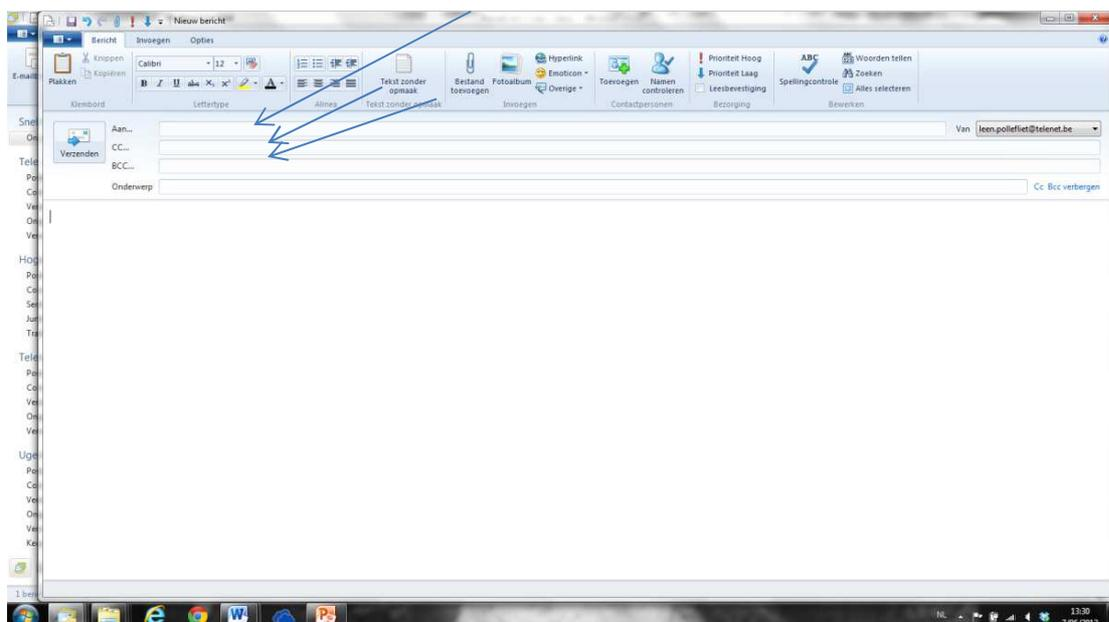 Nieuw bericht
Bericht Invoegen Opties
Plakken
Knippen
Kopiëren
Klembord
Calibri 12
B I U abc X₂ x² A
Lettertype
Alinea
Tekst zonder opmaak
Tekst zonder opmaak
Bestand toevoegen
Fotoalbum
Hyperlink
Emoticon
Overige
Invoegen
Toevoegen
Namen controleren
Contactpersonen
Prioriteit Hoog
Prioriteit Laag
Leesbevestiging
Bezorging
ABC
Spellingcontrole
Woorden tellen
Zoeken
Alles selecteren
Bewerken
Verzenden
Aan...
Van leen.pollefliet@telenet.be
CC...
BCC...
Onderwerp
Cc Bcc verbergen
NL 13:30